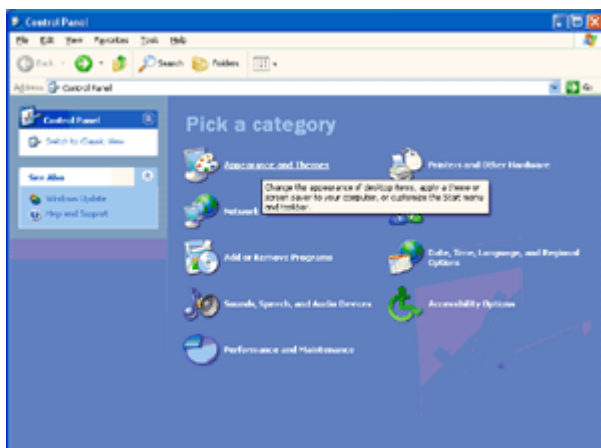 Control Panel
File Edit View Favorites Tools Help
Back Search Folders
Address Control Panel Go
Control Panel
Switch to Classic View
See Also
Windows Update
Help and Support
Pick a category
Appearance and Themes
Printers and Other Hardware
Change the appearance of desktop items, apply a theme or
screen saver to your computer, or customize the Start menu
and taskbar.
Network
Add or Remove Programs
Date, Time, Language, and Regional
Options
Sounds, Speech, and Audio Devices
Accessibility Options
Performance and Maintenance